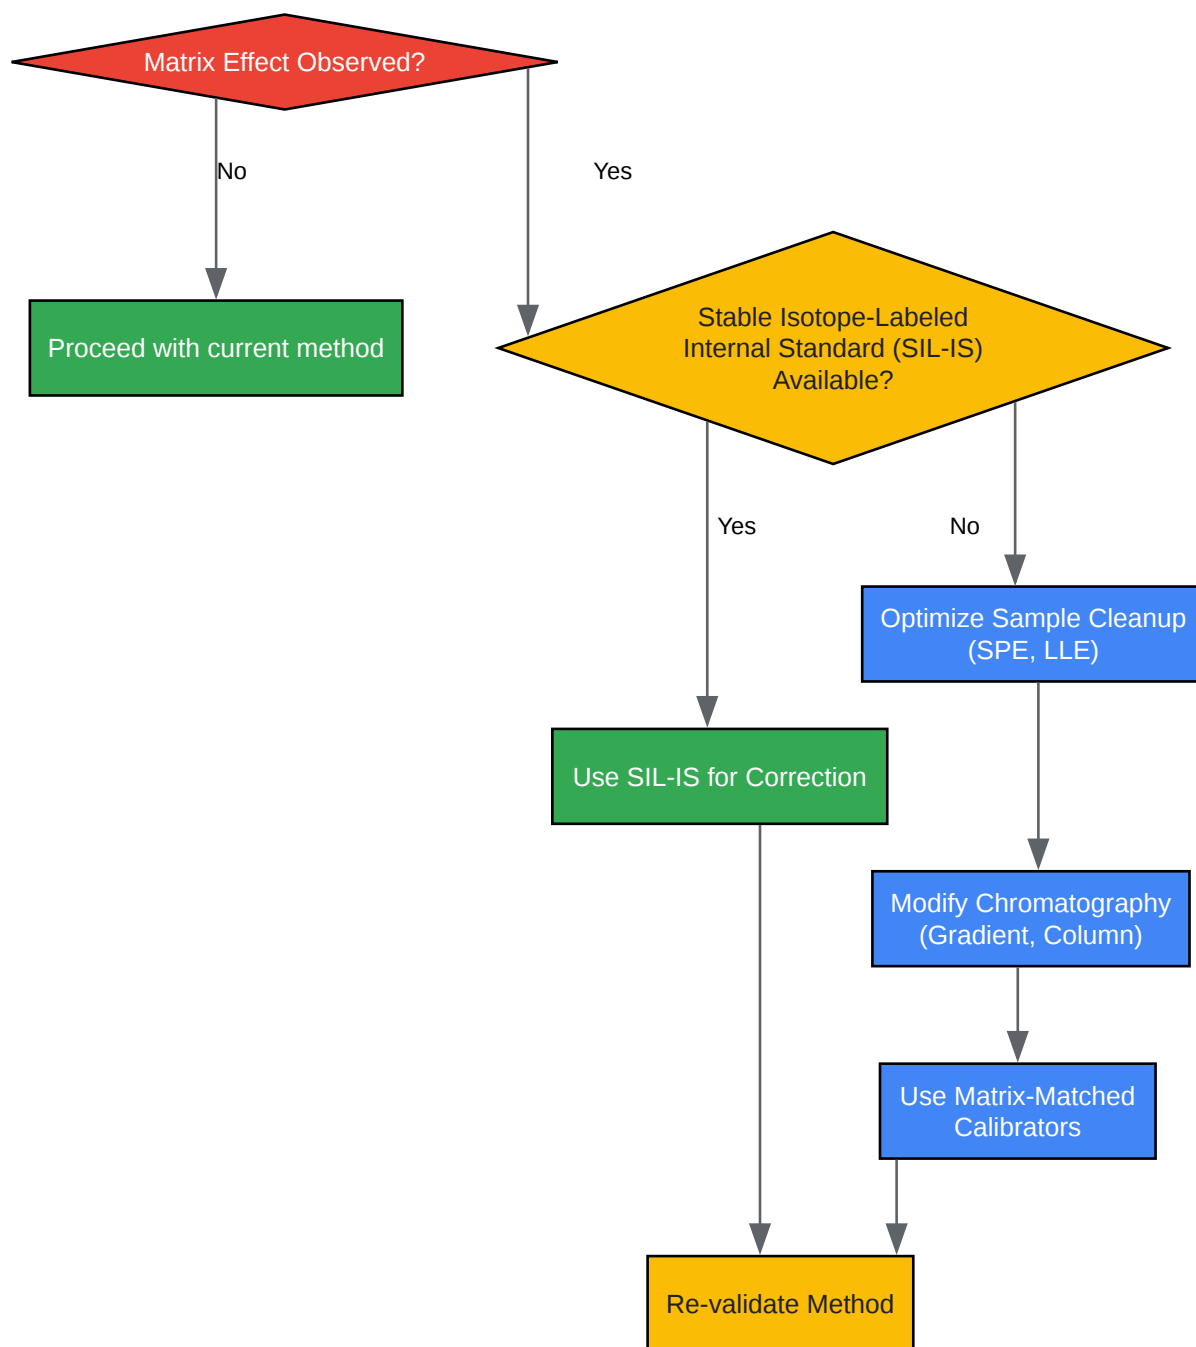 Matrix Effect Observed?
No
Yes
Proceed with current method
Stable Isotope-Labeled
Internal Standard (SIL-IS)
Available?
Yes
No
Optimize Sample Cleanup
(SPE, LLE)
Use SIL-IS for Correction
Modify Chromatography
(Gradient, Column)
Use Matrix-Matched
Calibrators
Re-validate Method